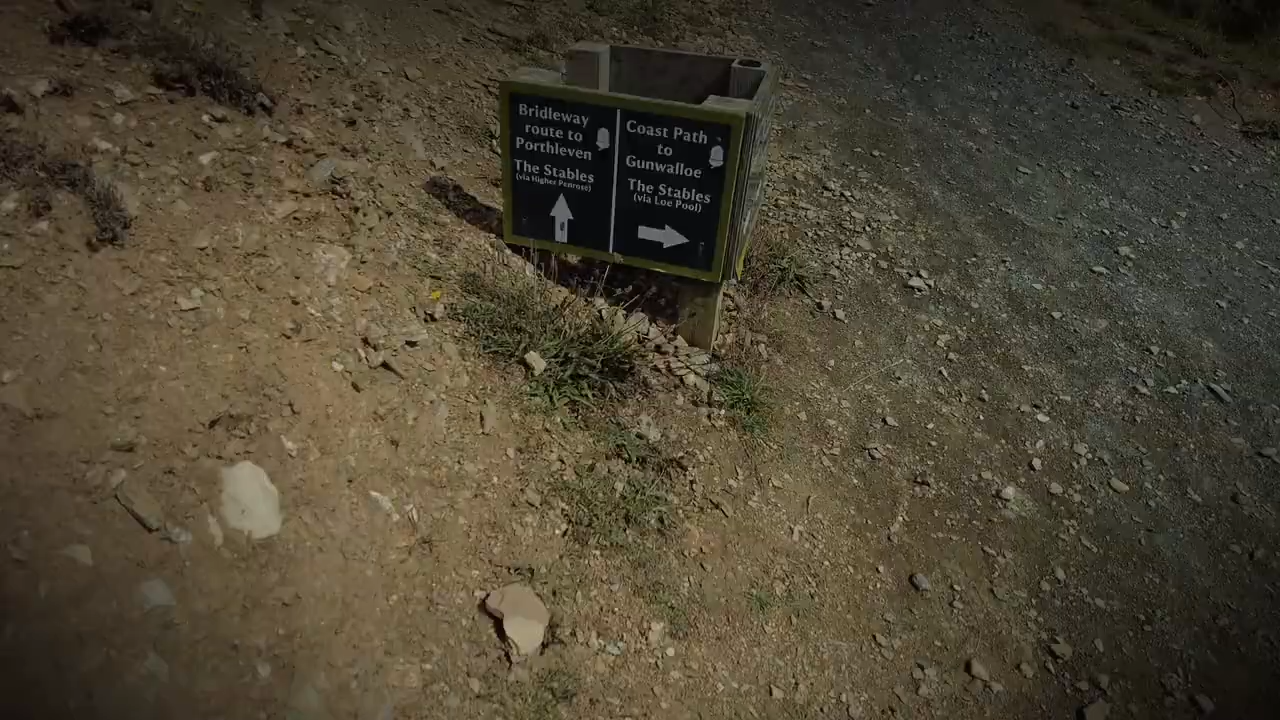 Bridleway
route to
Porthleven
The Stables
(via Higher Penrose)
Coast Path
to
Gunwalloe
The Stables
(via Loe Pool)